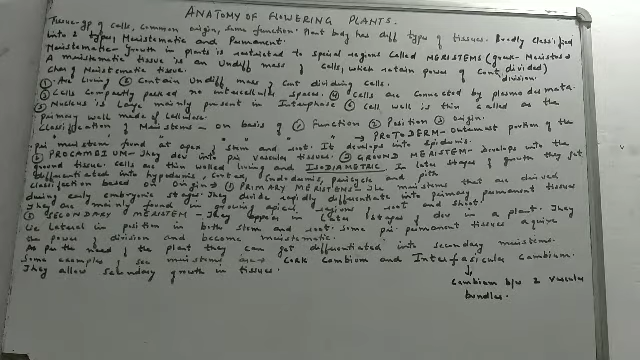 ANATOMY OF FLOWERING PLANTS.
Tissue- gp of cells, common origin, same function. Plant body has diff types of tissues. Broadly classified
into 2 types, Meristematic and Permanent.
Meristematic- Growth in plants is restricted to special regions called MERISTEMS (Greek- Meristos
A meristematic tissue is an Undiff mass of cells, which retain power of Cont divided)
Char of Meristematic tissue. division.
① Are living ② Contain Undiff mass of Cont dividing cells.
③ Cells Compactly packed no intercellular spaces. ④ Cells are connected by plasmodesmata.
⑤ Nucleus is Large mainly present in Interphase ⑥ Cell wall is thin called as the
primary wall made of cellulose.
Classification of Meristems - on basis of ① Function ② Position ③ origin.
→ PROTODERM- Outermost portion of the
pri meristem found at apex of stem and root. It develops into epidermis.
② PROCAMBIUM- They dev into pri vascular tissues. ③ GROUND MERISTEM- Develops into the
ground tissue. Cells are thin walled living and ISODIAMETRIC. In later stages of growth they get
differentiated into hypodermis, Cortex, Endodermis, pericycle and pith
Classification based on Origin → ① PRIMARY MERISTEMS- The meristems that are derived
during early embryonic stage. They divide rapidly differentiate into primary permanent tissues
They are mainly found in growing apical regions of root and shoot.
② SECONDARY MERISTEM - They appear in later stages of dev in a plant. They
lie Lateral in position in both stem and root. Some pri permanent tissues aquire
the power of division and become meristematic.
As per the need of the plant they can get differentiated into secondary meristems.
Some examples of sec meristems are → Cork Cambium and Interfasicular Cambium.
They allow Secondary growth in tissues.
↓
Cambium b/w 2 vascular
bundles.